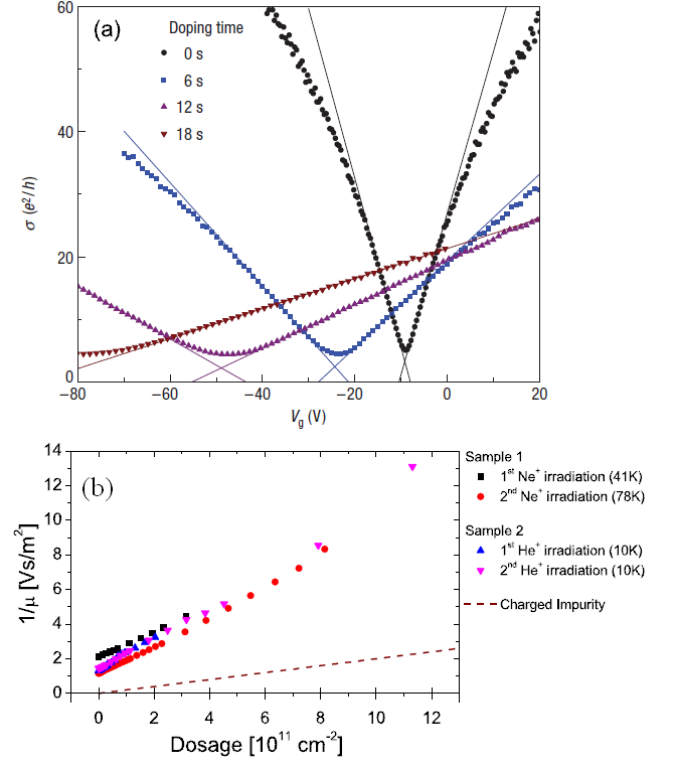 (a)
Doping time
0 s
6 s
12 s
18 s
60
40
20
0
σ (e²/h)
−80 −60 −40 −20 0 20
Vg (V)
(b)
14
12
10
8
6
4
2
0
1/μ [Vs/m²]
0 2 4 6 8 10 12
Dosage [10¹¹ cm⁻²]
Sample 1
1ˢᵗ Ne⁺ irradiation (41K)
2ⁿᵈ Ne⁺ irradiation (78K)
Sample 2
1ˢᵗ He⁺ irradiation (10K)
2ⁿᵈ He⁺ irradiation (10K)
Charged Impurity